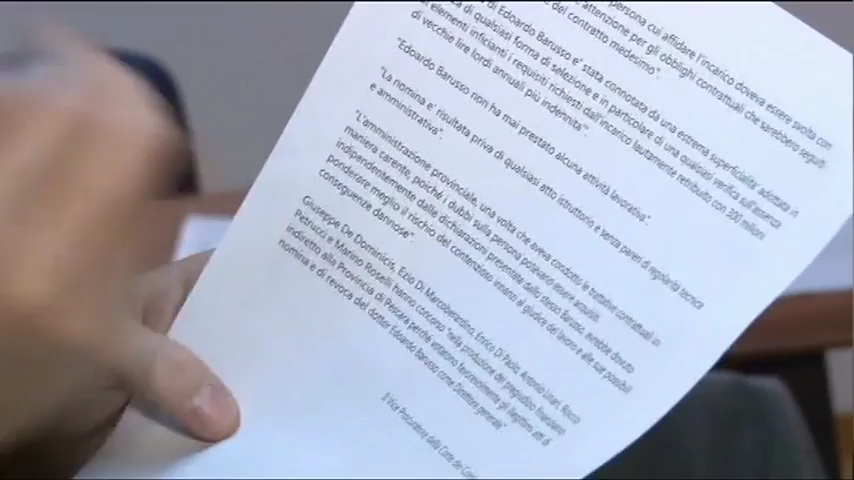 persona cui affidare l'incarico doveva essere svolta con
attenzione per gli obblighi contrattuali che sarebbero seguiti
del contratto medesimo".
di Edoardo Barusso e' stata connotata da una estrema superficialita' adottata in
di qualsiasi forma di selezione e in particolare di una qualsiasi verifica sull'assenza
di elementi inficianti i requisiti richiesti dall'incarico lautamente retribuito con 300 milioni
di vecchie lire lordi annuali più indennita'".
"Edoardo Barusso non ha mai prestato alcuna attività lavorativa".
"La nomina e' risultata priva di qualsiasi atto istruttorio e senza pareri di regolarità tecnica
e amministrativa".
"L'amministrazione provinciale, una volta che aveva condotto le trattative contrattuali in
maniera carente, poichè i dubbi sulla persona potevano essere acquisiti
indipendentemente dalle dichiarazioni presentate dallo stesso Barusso, avrebbe dovuto
ponderare meglio il rischio del contenzioso innanzi al giudice del lavoro e alle sue possibili
conseguenze dannose".
Giuseppe De Dominicis, Ezio Di Marcoberardino, Enrico Di Paolo, Antonio Linari, Rocco
Petrucci e Marino Roselli hanno concorso "nella produzione del pregiudizio finanziario
indiretto alla Provincia di Pescara perchè votarono favorevolmente gli illegittimi atti di
nomina e di revoca del dottor Edoardo Barusso come Direttore generale".
Il Vice Procuratore della Corte dei